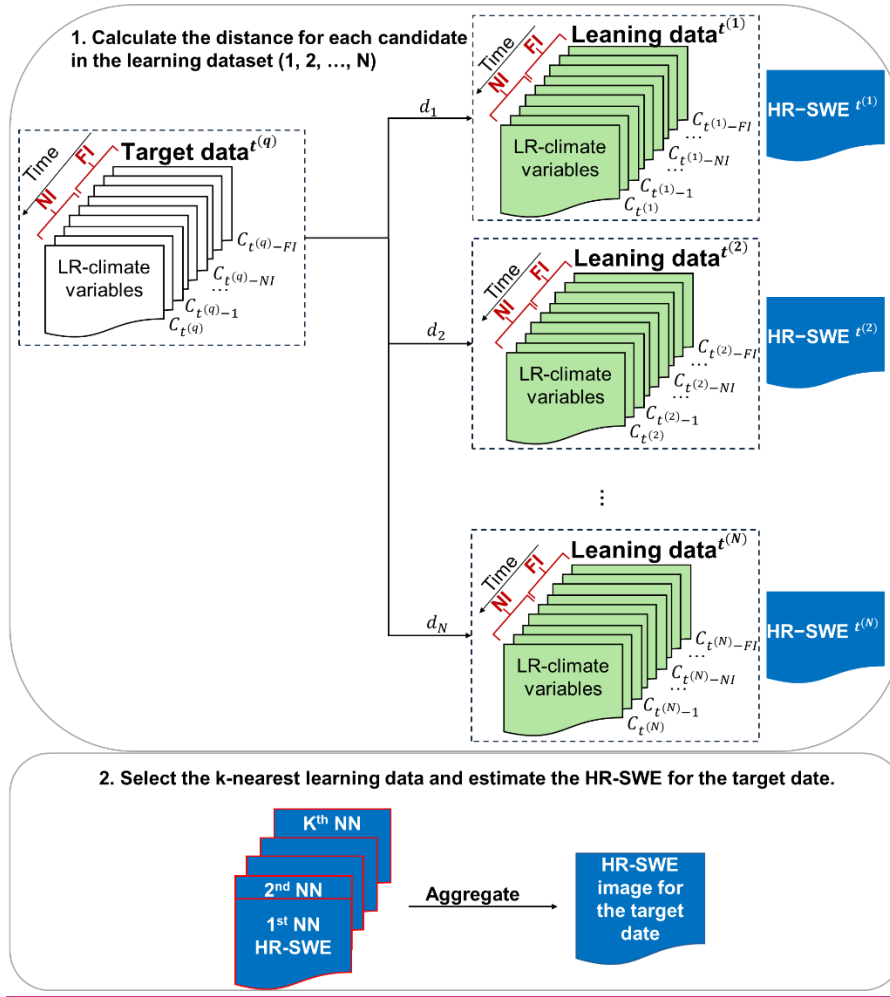 1. Calculate the distance for each candidate
in the learning dataset (1, 2, …, N)
Time
NI
FI
Target data t^(q)
LR-climate
variables
C_t^(q)−FI
C_t^(q)−NI
…
C_t^(q)−1
C_t^(q)
d_1
Time
NI
FI
Leaning data t^(1)
LR-climate
variables
C_t^(1)−FI
…
C_t^(1)−NI
…
C_t^(1)−1
C_t^(1)
HR−SWE t^(1)
d_2
Time
NI
FI
Leaning data t^(2)
LR-climate
variables
C_t^(2)−FI
…
C_t^(2)−NI
…
C_t^(2)−1
C_t^(2)
HR−SWE t^(2)
⋮
d_N
Time
NI
FI
Leaning data t^(N)
LR-climate
variables
C_t^(N)−FI
…
C_t^(N)−NI
…
C_t^(N)−1
C_t^(N)
HR−SWE t^(N)
2. Select the k-nearest learning data and estimate the HR-SWE for the target date.
K^th NN
2^nd NN
1^st NN
HR-SWE
Aggregate
HR-SWE
image for
the target
date